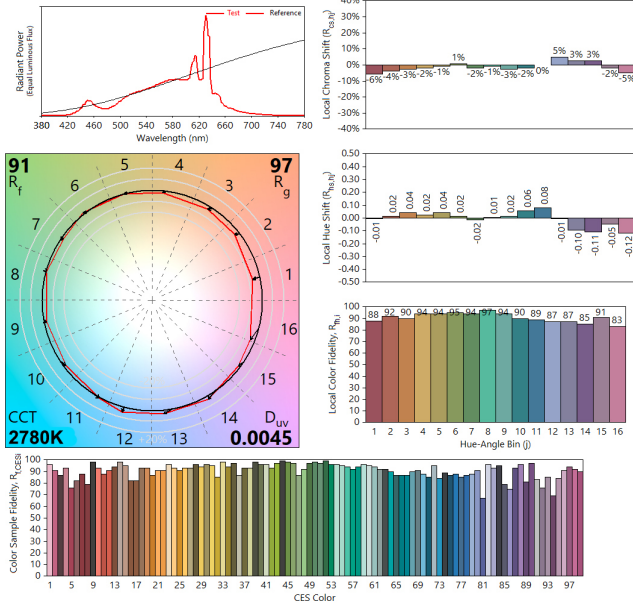 Radiant Power
(Equal Luminous Flux)
Test Reference
380 420 460 500 540 580 620 660 700 740 780
Wavelength (nm)
Local Chroma Shift (Rcs,hj)
40%
30%
20%
10%
0%
-10%
-20%
-30%
-40%
-6% -4% -3% -2% -1% 1% -2% -1% -3% -2% 0% 5% 3% 3% -2% -5%
91
Rf
97
Rg
1 2 3 4 5 6 7 8 9 10 11 12 13 14 15 16
+20%
CCT
2780K
Duv
0.0045
Local Hue Shift (Rhs,hj)
0.50
0.40
0.30
0.20
0.10
0.00
-0.10
-0.20
-0.30
-0.40
-0.50
-0.01 0.02 0.04 0.02 0.04 0.02 -0.02 0.01 0.02 0.06 0.08 -0.01 -0.10 -0.11 -0.05 -0.12
Local Color Fidelity, Rfh,i
100
90
80
70
60
50
40
30
20
10
0
88 92 90 94 94 95 94 97 94 90 89 87 87 85 91 83
1 2 3 4 5 6 7 8 9 10 11 12 13 14 15 16
Hue-Angle Bin (j)
Color Sample Fidelity, Rf,CESi
100
90
80
70
60
50
40
30
20
10
0
1 5 9 13 17 21 25 29 33 37 41 45 49 53 57 61 65 69 73 77 81 85 89 93 97
CES Color